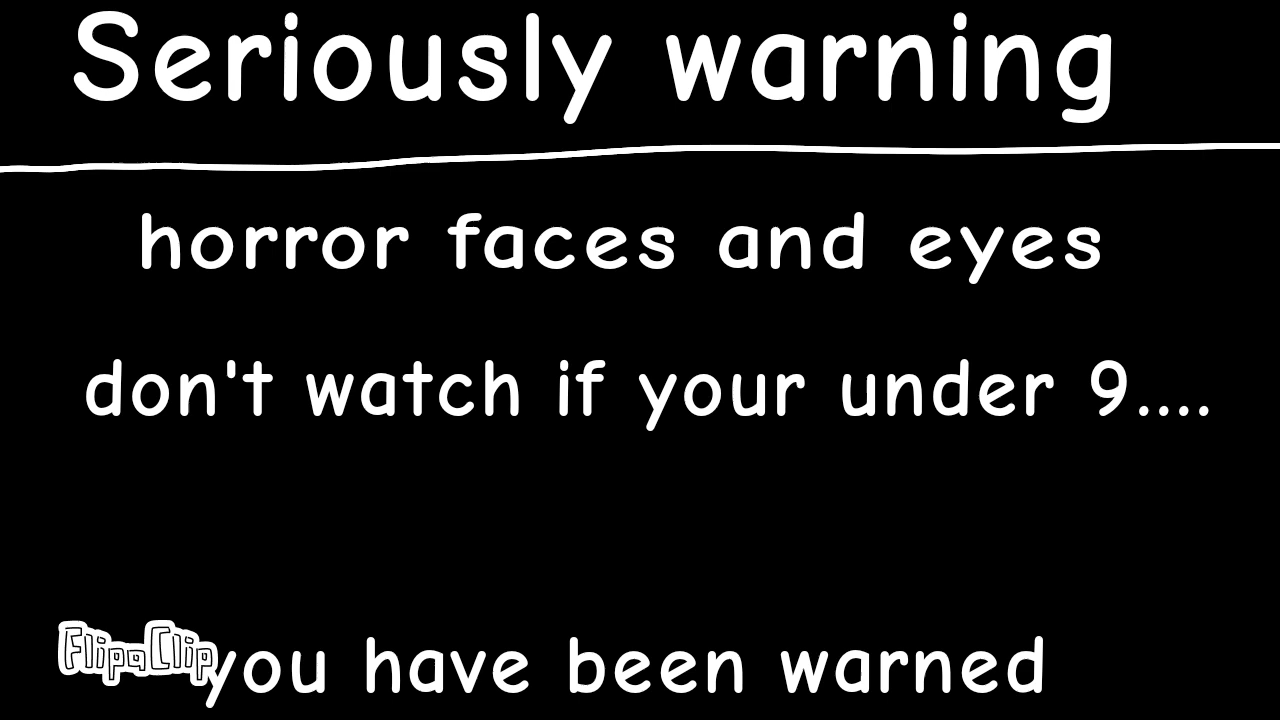 Seriously warning
horror faces and eyes
don't watch if your under 9....
FlipaClip
you have been warned